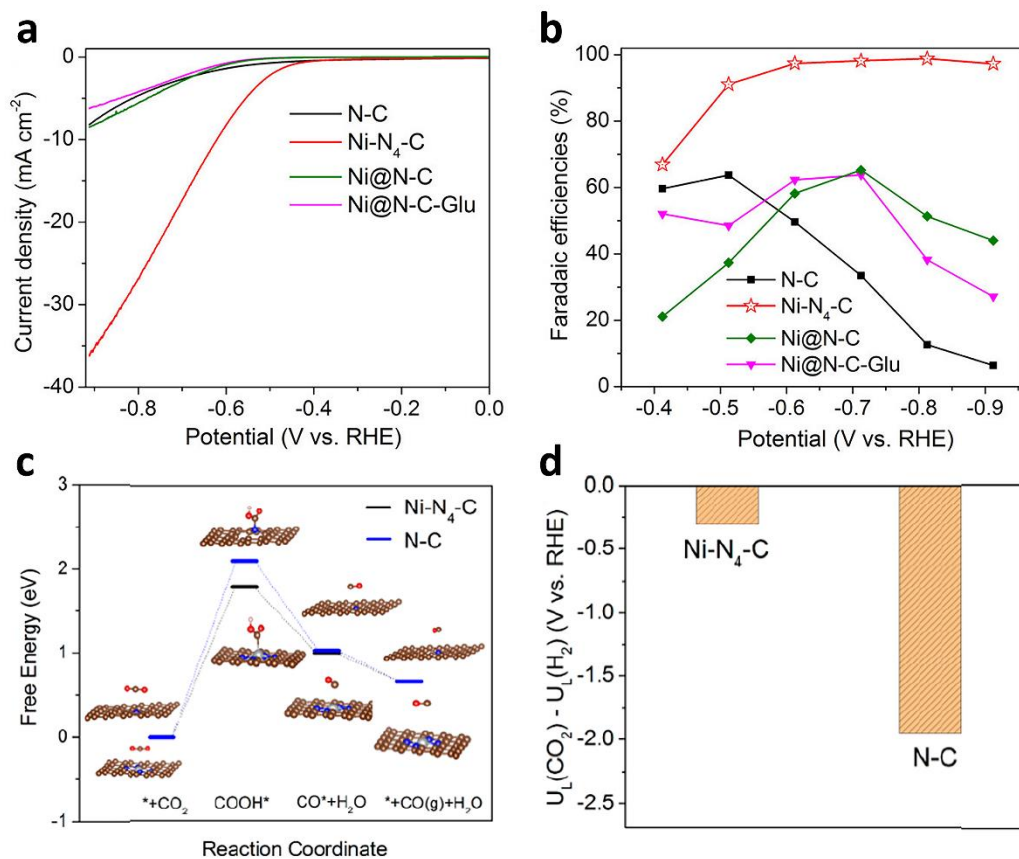 a
Current density (mA cm⁻²)
0
-10
-20
-30
-40
-0.8
-0.6
-0.4
-0.2
0.0
Potential (V vs. RHE)
N-C
Ni-N₄-C
Ni@N-C
Ni@N-C-Glu
b
Faradaic efficiencies (%)
100
80
60
40
20
0
-0.4
-0.5
-0.6
-0.7
-0.8
-0.9
Potential (V vs. RHE)
N-C
Ni-N₄-C
Ni@N-C
Ni@N-C-Glu
c
Free Energy (eV)
3
2
1
0
-1
Ni-N₄-C
N-C
*+CO₂
COOH*
CO*+H₂O
*+CO(g)+H₂O
Reaction Coordinate
d
U_L(CO₂) - U_L(H₂) (V vs. RHE)
0.0
-0.5
-1.0
-1.5
-2.0
-2.5
Ni-N₄-C
N-C